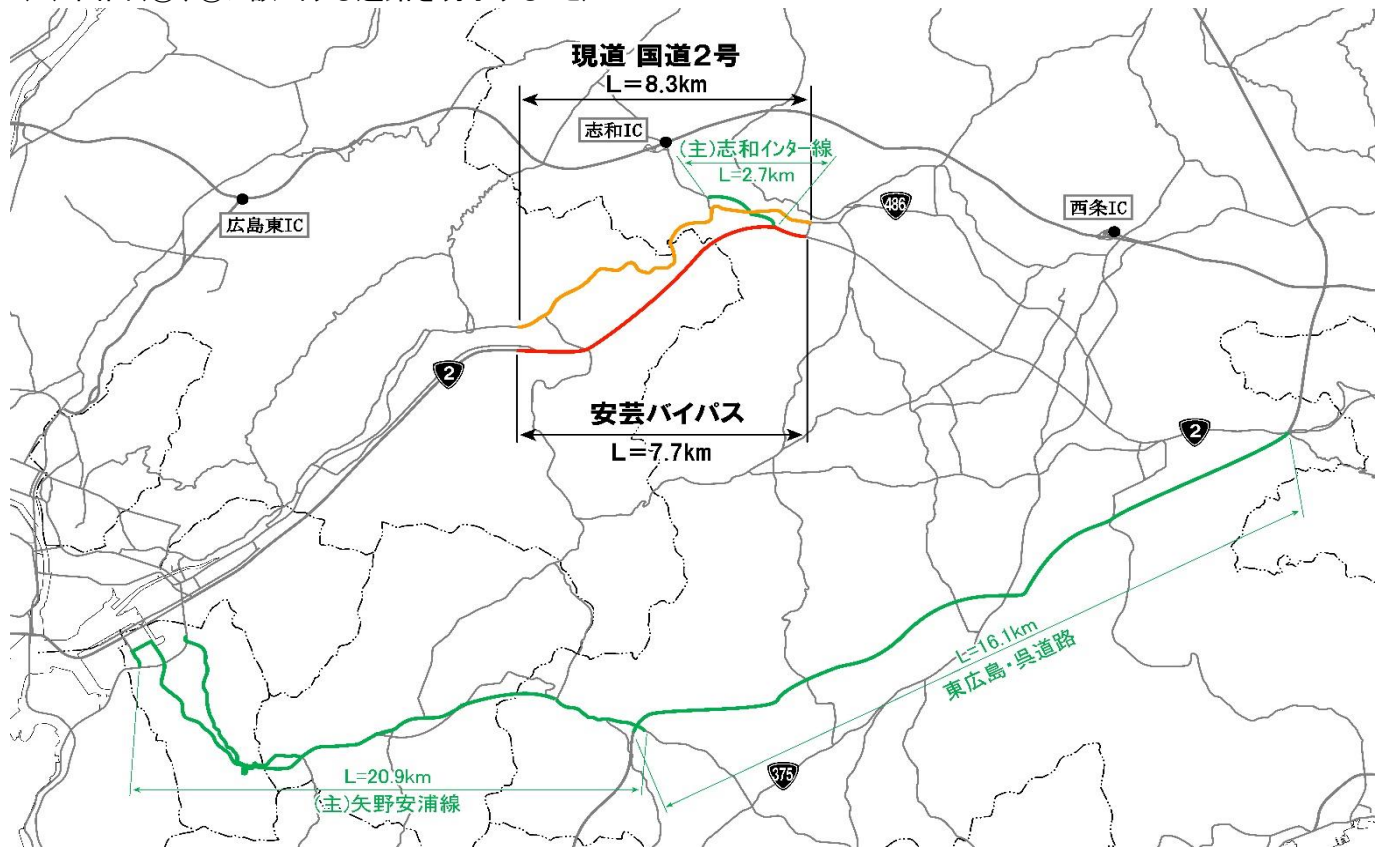 現道 国道2号
L=8.3km
志和IC
(主)志和インター線
L=2.7km
486
西条IC
広島東IC
2
安芸バイパス
L=7.7km
2
L=16.1km
東広島・呉道路
L=20.9km
(主)矢野安浦線
375